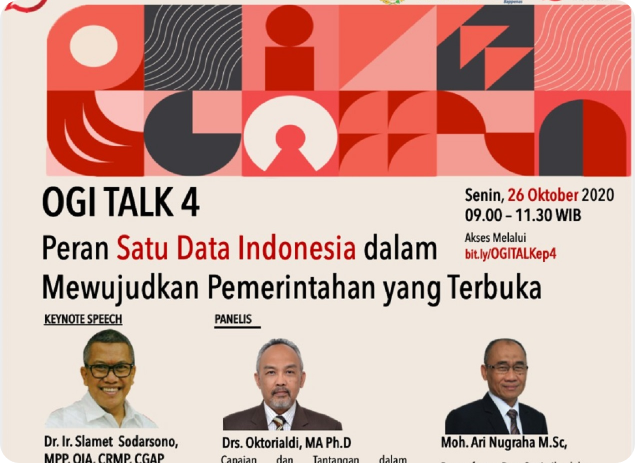 OGI TALK 4
Senin, 26 Oktober 2020
09.00 – 11.30 WIB
Akses Melalui
bit.ly/OGITALKep4
Peran Satu Data Indonesia dalam
Mewujudkan Pemerintahan yang Terbuka
KEYNOTE SPEECH
PANELIS
Dr. Ir. Slamet Sodarsono,
MPP, QIA, CRMP, CGAP
Drs. Oktorialdi, MA Ph.D
Capaian dan Tantangan dalam
Moh. Ari Nugraha M.Sc,